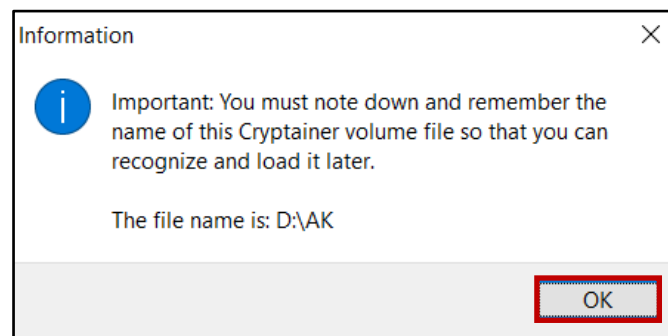 Information
Important: You must note down and remember the
name of this Cryptainer volume file so that you can
recognize and load it later.
The file name is: D:\AK
OK